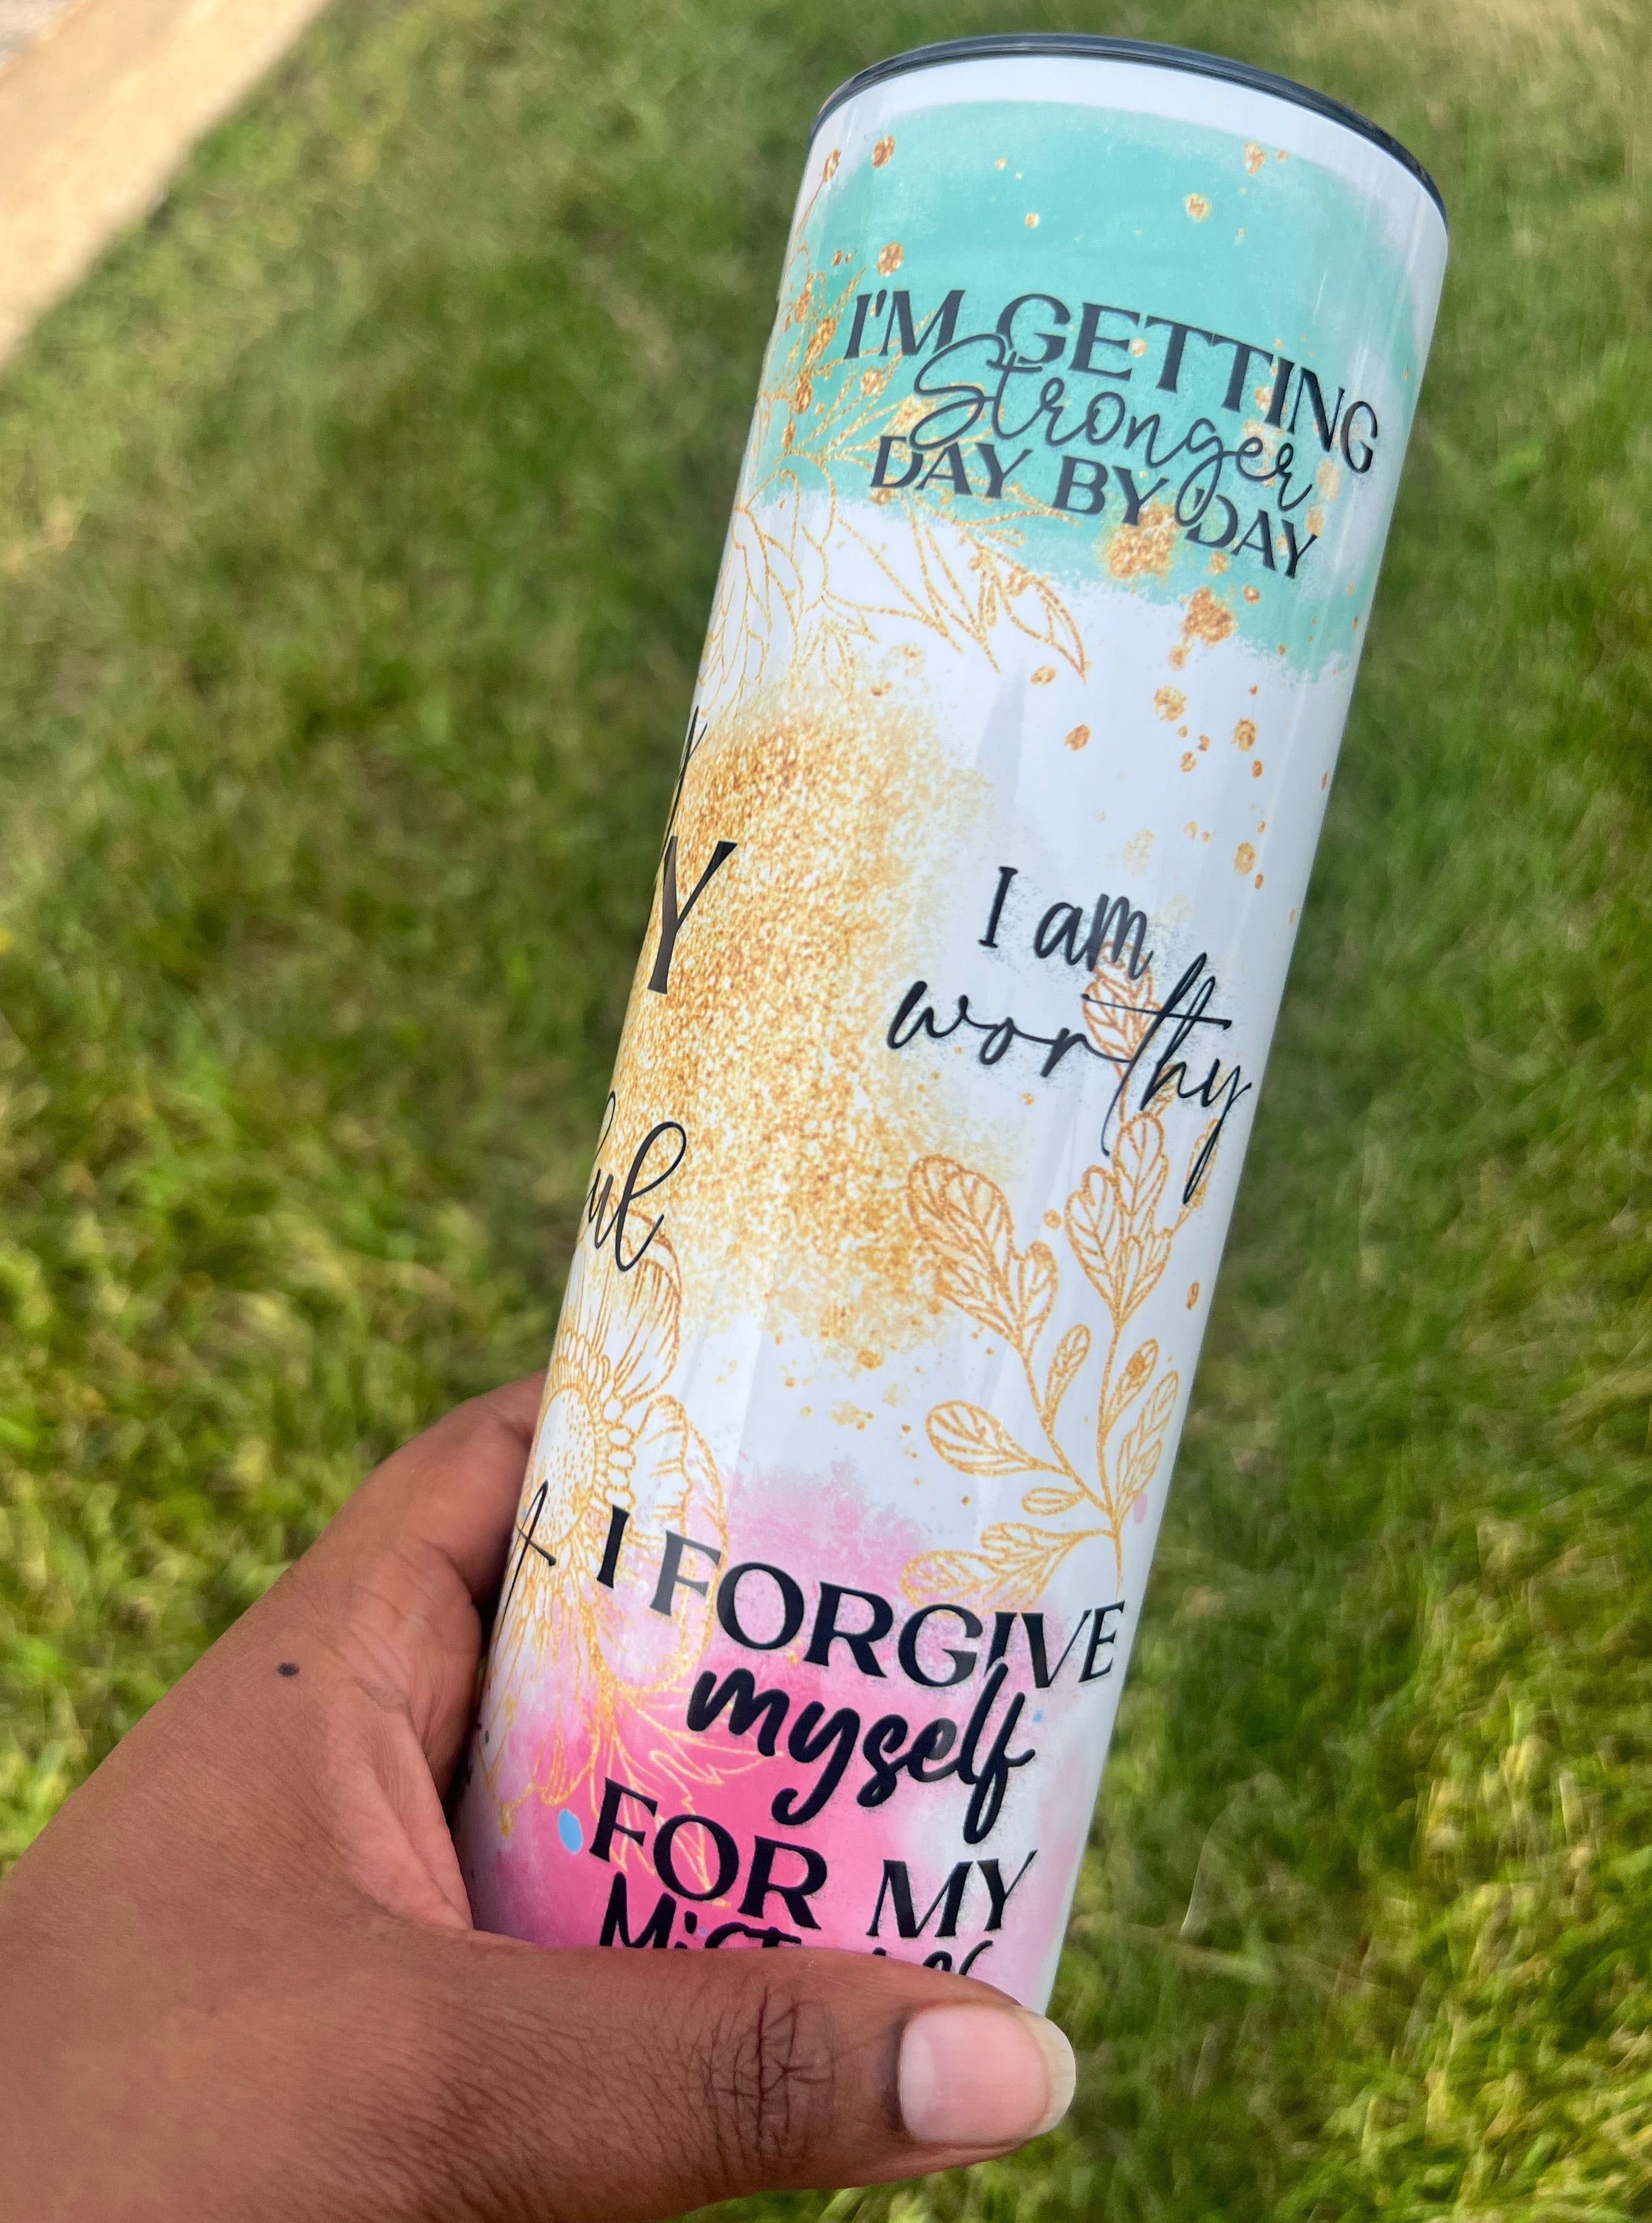 I'M GETTING
Stronger
DAY BY DAY
I am
worthy
I FORGIVE
myself
FOR MY